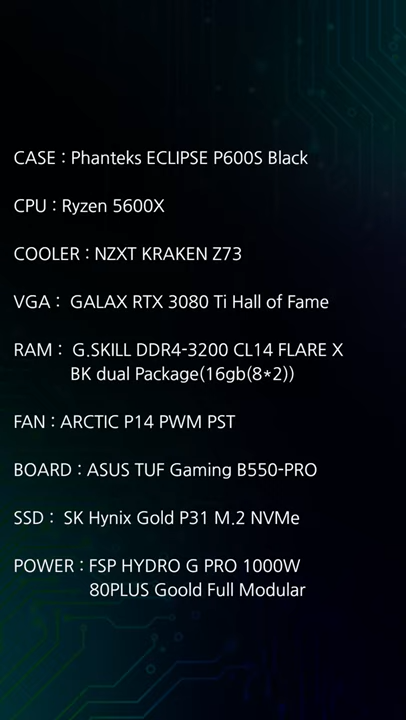 CASE : Phanteks ECLIPSE P600S Black
CPU : Ryzen 5600X
COOLER : NZXT KRAKEN Z73
VGA : GALAX RTX 3080 Ti Hall of Fame
RAM : G.SKILL DDR4-3200 CL14 FLARE X
BK dual Package(16gb(8*2))
FAN : ARCTIC P14 PWM PST
BOARD : ASUS TUF Gaming B550-PRO
SSD : SK Hynix Gold P31 M.2 NVMe
POWER : FSP HYDRO G PRO 1000W
80PLUS Goold Full Modular